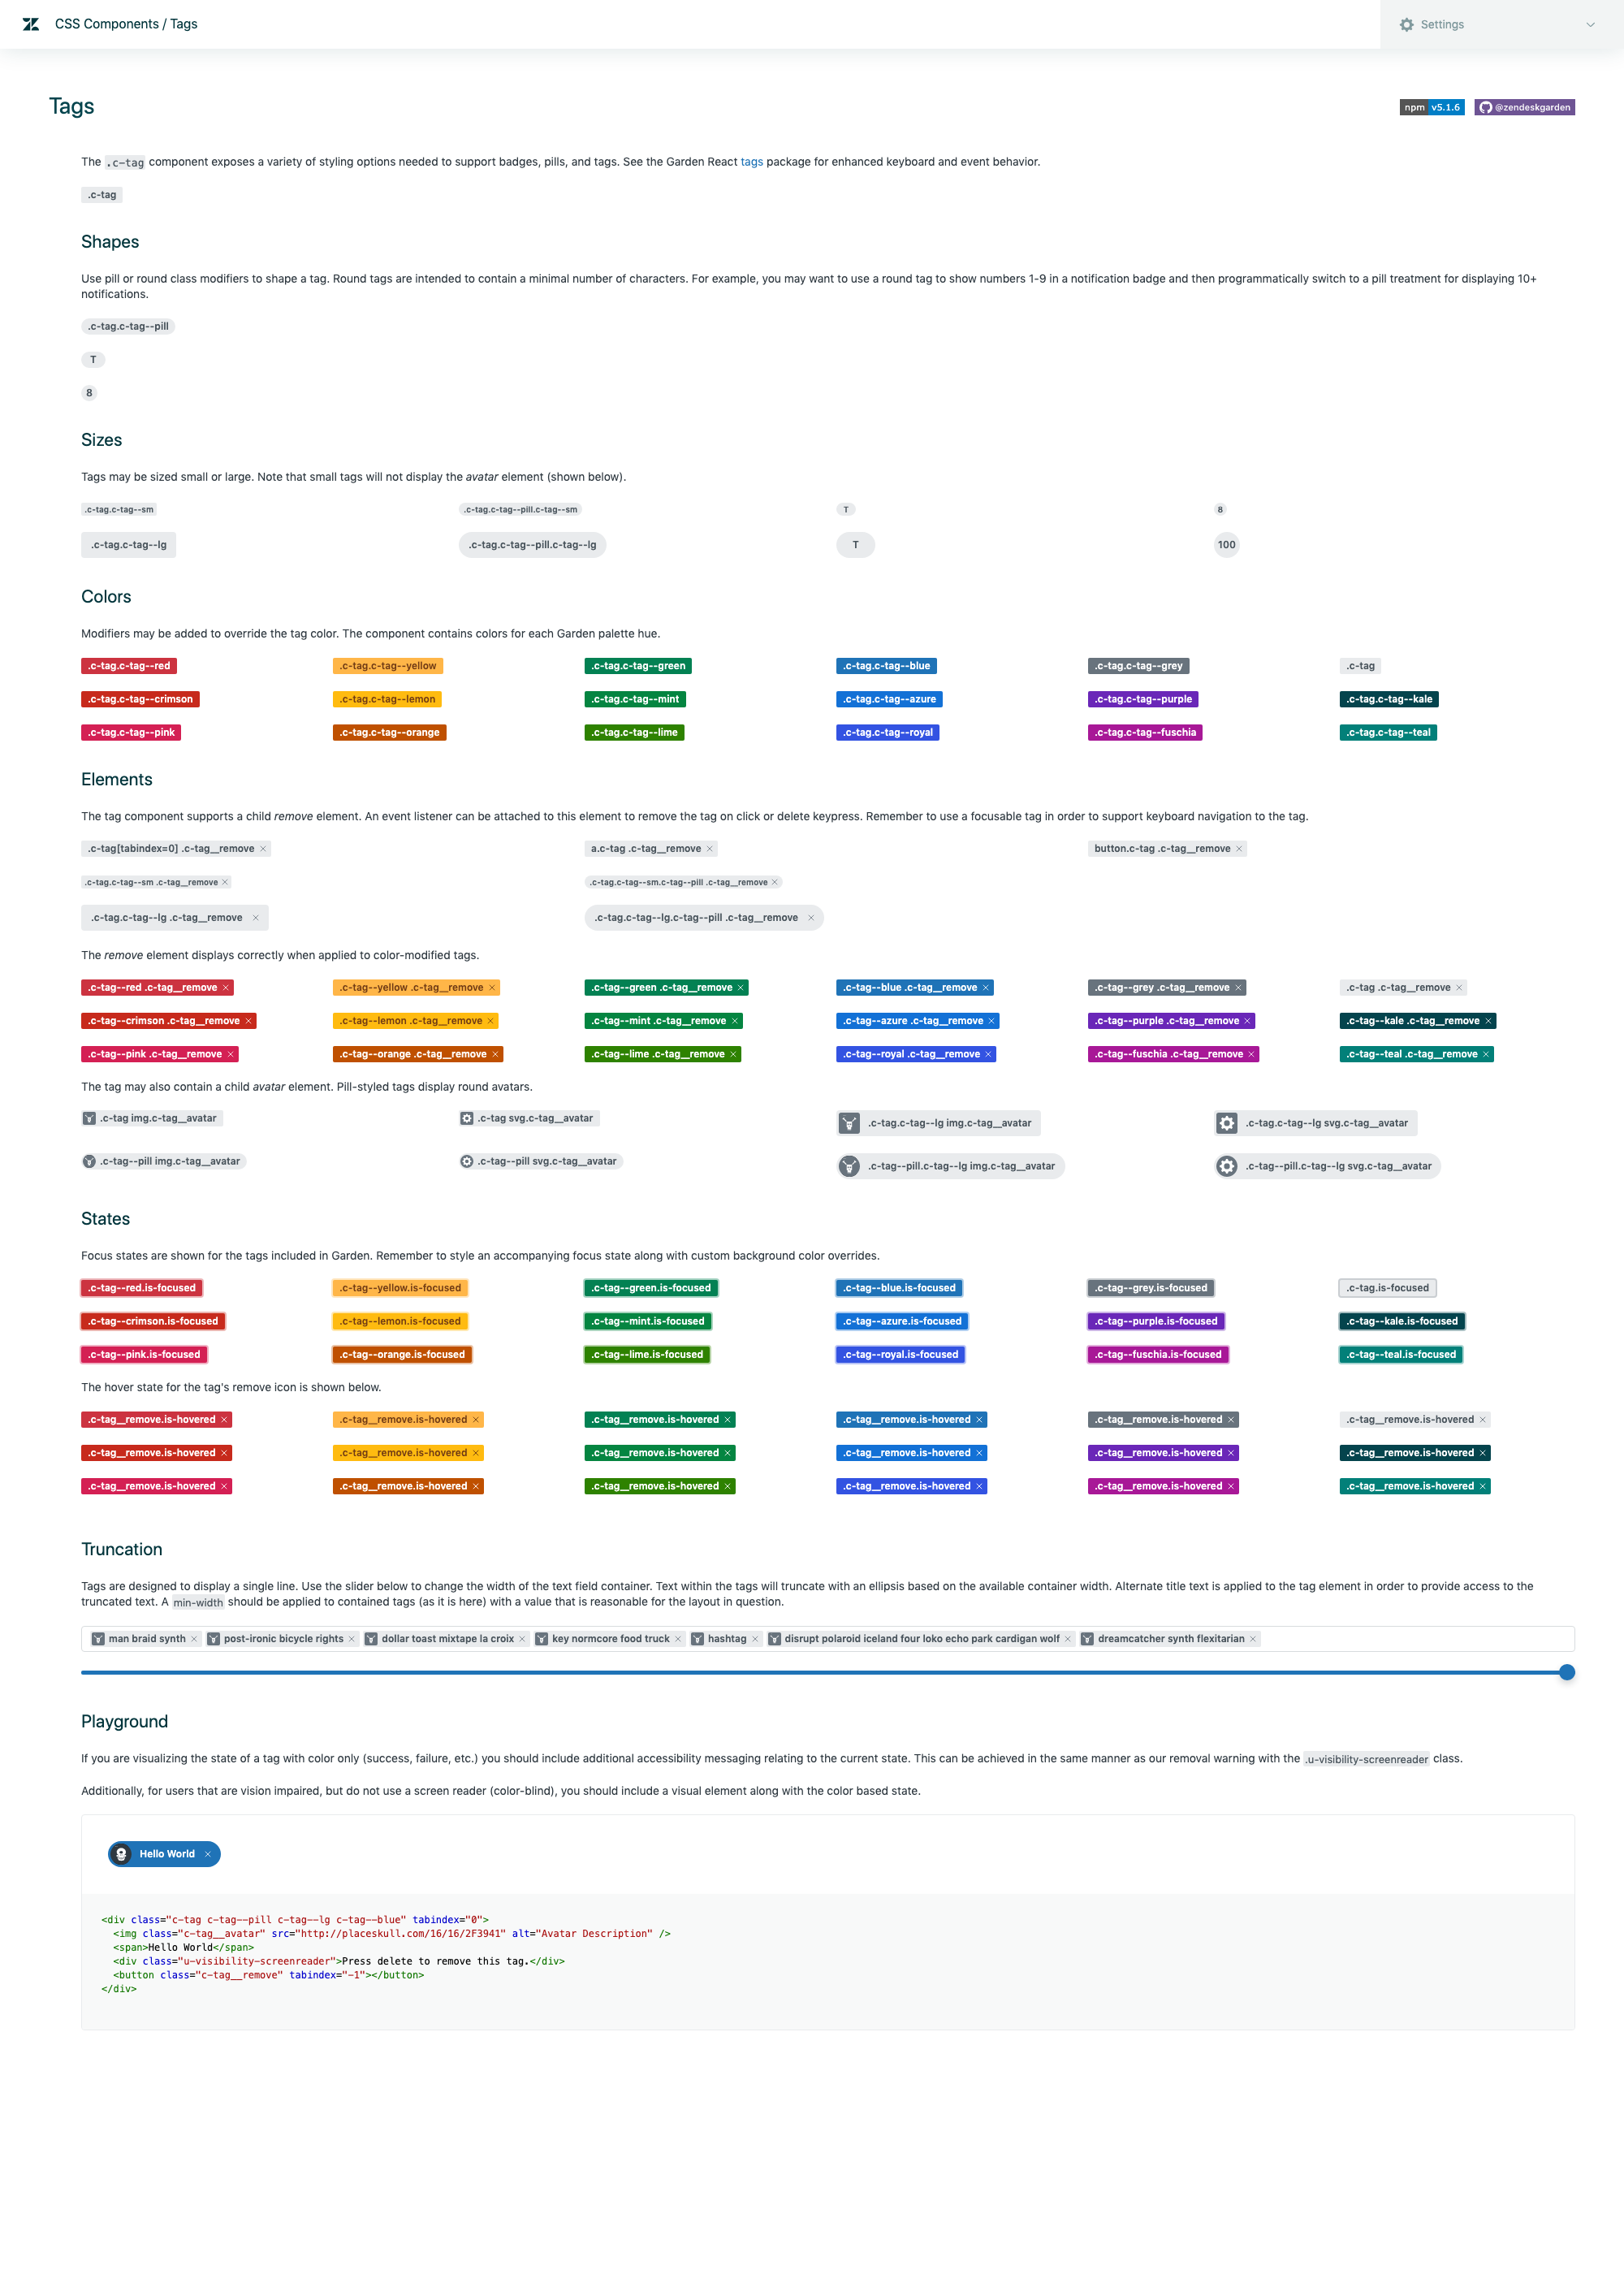 CSS Components / Tags
Settings
Tags
npm v5.1.6
@zendeskgarden
The .c-tag component exposes a variety of styling options needed to support badges, pills, and tags. See the Garden React tags package for enhanced keyboard and event behavior.
.c-tag
Shapes
Use pill or round class modifiers to shape a tag. Round tags are intended to contain a minimal number of characters. For example, you may want to use a round tag to show numbers 1-9 in a notification badge and then programmatically switch to a pill treatment for displaying 10+
notifications.
.c-tag.c-tag--pill
T
8
Sizes
Tags may be sized small or large. Note that small tags will not display the avatar element (shown below).
.c-tag.c-tag--sm .c-tag.c-tag--pill.c-tag--sm T 8
.c-tag.c-tag--lg .c-tag.c-tag--pill.c-tag--lg T 100
Colors
Modifiers may be added to override the tag color. The component contains colors for each Garden palette hue.
.c-tag.c-tag--red .c-tag.c-tag--yellow .c-tag.c-tag--green .c-tag.c-tag--blue .c-tag.c-tag--grey .c-tag
.c-tag.c-tag--crimson .c-tag.c-tag--lemon .c-tag.c-tag--mint .c-tag.c-tag--azure .c-tag.c-tag--purple .c-tag.c-tag--kale
.c-tag.c-tag--pink .c-tag.c-tag--orange .c-tag.c-tag--lime .c-tag.c-tag--royal .c-tag.c-tag--fuschia .c-tag.c-tag--teal
Elements
The tag component supports a child remove element. An event listener can be attached to this element to remove the tag on click or delete keypress. Remember to use a focusable tag in order to support keyboard navigation to the tag.
.c-tag[tabindex=0] .c-tag__remove a.c-tag .c-tag__remove button.c-tag .c-tag__remove
.c-tag.c-tag--sm .c-tag__remove .c-tag.c-tag--sm.c-tag--pill .c-tag__remove
.c-tag.c-tag--lg .c-tag__remove .c-tag.c-tag--lg.c-tag--pill .c-tag__remove
The remove element displays correctly when applied to color-modified tags.
.c-tag--red .c-tag__remove .c-tag--yellow .c-tag__remove .c-tag--green .c-tag__remove .c-tag--blue .c-tag__remove .c-tag--grey .c-tag__remove .c-tag .c-tag__remove
.c-tag--crimson .c-tag__remove .c-tag--lemon .c-tag__remove .c-tag--mint .c-tag__remove .c-tag--azure .c-tag__remove .c-tag--purple .c-tag__remove .c-tag--kale .c-tag__remove
.c-tag--pink .c-tag__remove .c-tag--orange .c-tag__remove .c-tag--lime .c-tag__remove .c-tag--royal .c-tag__remove .c-tag--fuschia .c-tag__remove .c-tag--teal .c-tag__remove
The tag may also contain a child avatar element. Pill-styled tags display round avatars.
.c-tag img.c-tag__avatar .c-tag svg.c-tag__avatar .c-tag.c-tag--lg img.c-tag__avatar .c-tag.c-tag--lg svg.c-tag__avatar
.c-tag--pill img.c-tag__avatar .c-tag--pill svg.c-tag__avatar .c-tag--pill.c-tag--lg img.c-tag__avatar .c-tag--pill.c-tag--lg svg.c-tag__avatar
States
Focus states are shown for the tags included in Garden. Remember to style an accompanying focus state along with custom background color overrides.
.c-tag--red.is-focused .c-tag--yellow.is-focused .c-tag--green.is-focused .c-tag--blue.is-focused .c-tag--grey.is-focused .c-tag.is-focused
.c-tag--crimson.is-focused .c-tag--lemon.is-focused .c-tag--mint.is-focused .c-tag--azure.is-focused .c-tag--purple.is-focused .c-tag--kale.is-focused
.c-tag--pink.is-focused .c-tag--orange.is-focused .c-tag--lime.is-focused .c-tag--royal.is-focused .c-tag--fuschia.is-focused .c-tag--teal.is-focused
The hover state for the tag's remove icon is shown below.
.c-tag__remove.is-hovered .c-tag__remove.is-hovered .c-tag__remove.is-hovered .c-tag__remove.is-hovered .c-tag__remove.is-hovered .c-tag__remove.is-hovered
.c-tag__remove.is-hovered .c-tag__remove.is-hovered .c-tag__remove.is-hovered .c-tag__remove.is-hovered .c-tag__remove.is-hovered .c-tag__remove.is-hovered
.c-tag__remove.is-hovered .c-tag__remove.is-hovered .c-tag__remove.is-hovered .c-tag__remove.is-hovered .c-tag__remove.is-hovered .c-tag__remove.is-hovered
Truncation
Tags are designed to display a single line. Use the slider below to change the width of the text field container. Text within the tags will truncate with an ellipsis based on the available container width. Alternate title text is applied to the tag element in order to provide access to the
truncated text. A min-width should be applied to contained tags (as it is here) with a value that is reasonable for the layout in question.
man braid synth post-ironic bicycle rights dollar toast mixtape la croix key normcore food truck hashtag disrupt polaroid iceland four loko echo park cardigan wolf dreamcatcher synth flexitarian
Playground
If you are visualizing the state of a tag with color only (success, failure, etc.) you should include additional accessibility messaging relating to the current state. This can be achieved in the same manner as our removal warning with the .u-visibility-screenreader class.
Additionally, for users that are vision impaired, but do not use a screen reader (color-blind), you should include a visual element along with the color based state.
Hello World
<div class="c-tag c-tag--pill c-tag--lg c-tag--blue" tabindex="0">
<img class="c-tag__avatar" src="http://placeskull.com/16/16/2F3941" alt="Avatar Description" />
<span>Hello World</span>
<div class="u-visibility-screenreader">Press delete to remove this tag.</div>
<button class="c-tag__remove" tabindex="-1"></button>
</div>